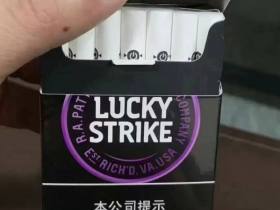 R.A. PAT
COMPANY
LUCKY
STRIKE
EST RICH'D, VA. USA
本公司提示